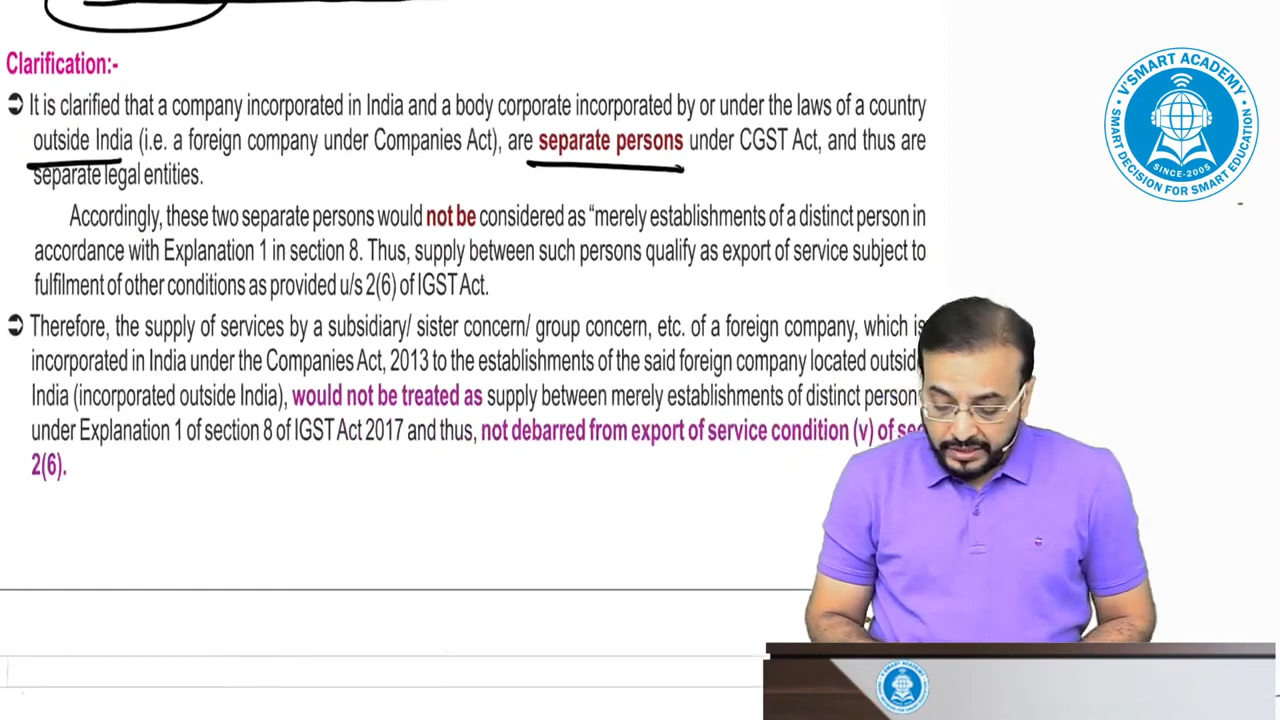 Clarification:-
➲ It is clarified that a company incorporated in India and a body corporate incorporated by or under the laws of a country
outside India (i.e. a foreign company under Companies Act), are separate persons under CGST Act, and thus are
separate legal entities.
Accordingly, these two separate persons would not be considered as “merely establishments of a distinct person in
accordance with Explanation 1 in section 8. Thus, supply between such persons qualify as export of service subject to
fulfilment of other conditions as provided u/s 2(6) of IGST Act.
➲ Therefore, the supply of services by a subsidiary/ sister concern/ group concern, etc. of a foreign company, which is
incorporated in India under the Companies Act, 2013 to the establishments of the said foreign company located outsid
India (incorporated outside India), would not be treated as supply between merely establishments of distinct person
under Explanation 1 of section 8 of IGST Act 2017 and thus, not debarred from export of service condition (v) of sec
2(6).
V'SMART ACADEMY
SINCE-2005
SMART DECISION FOR SMART EDUCATION